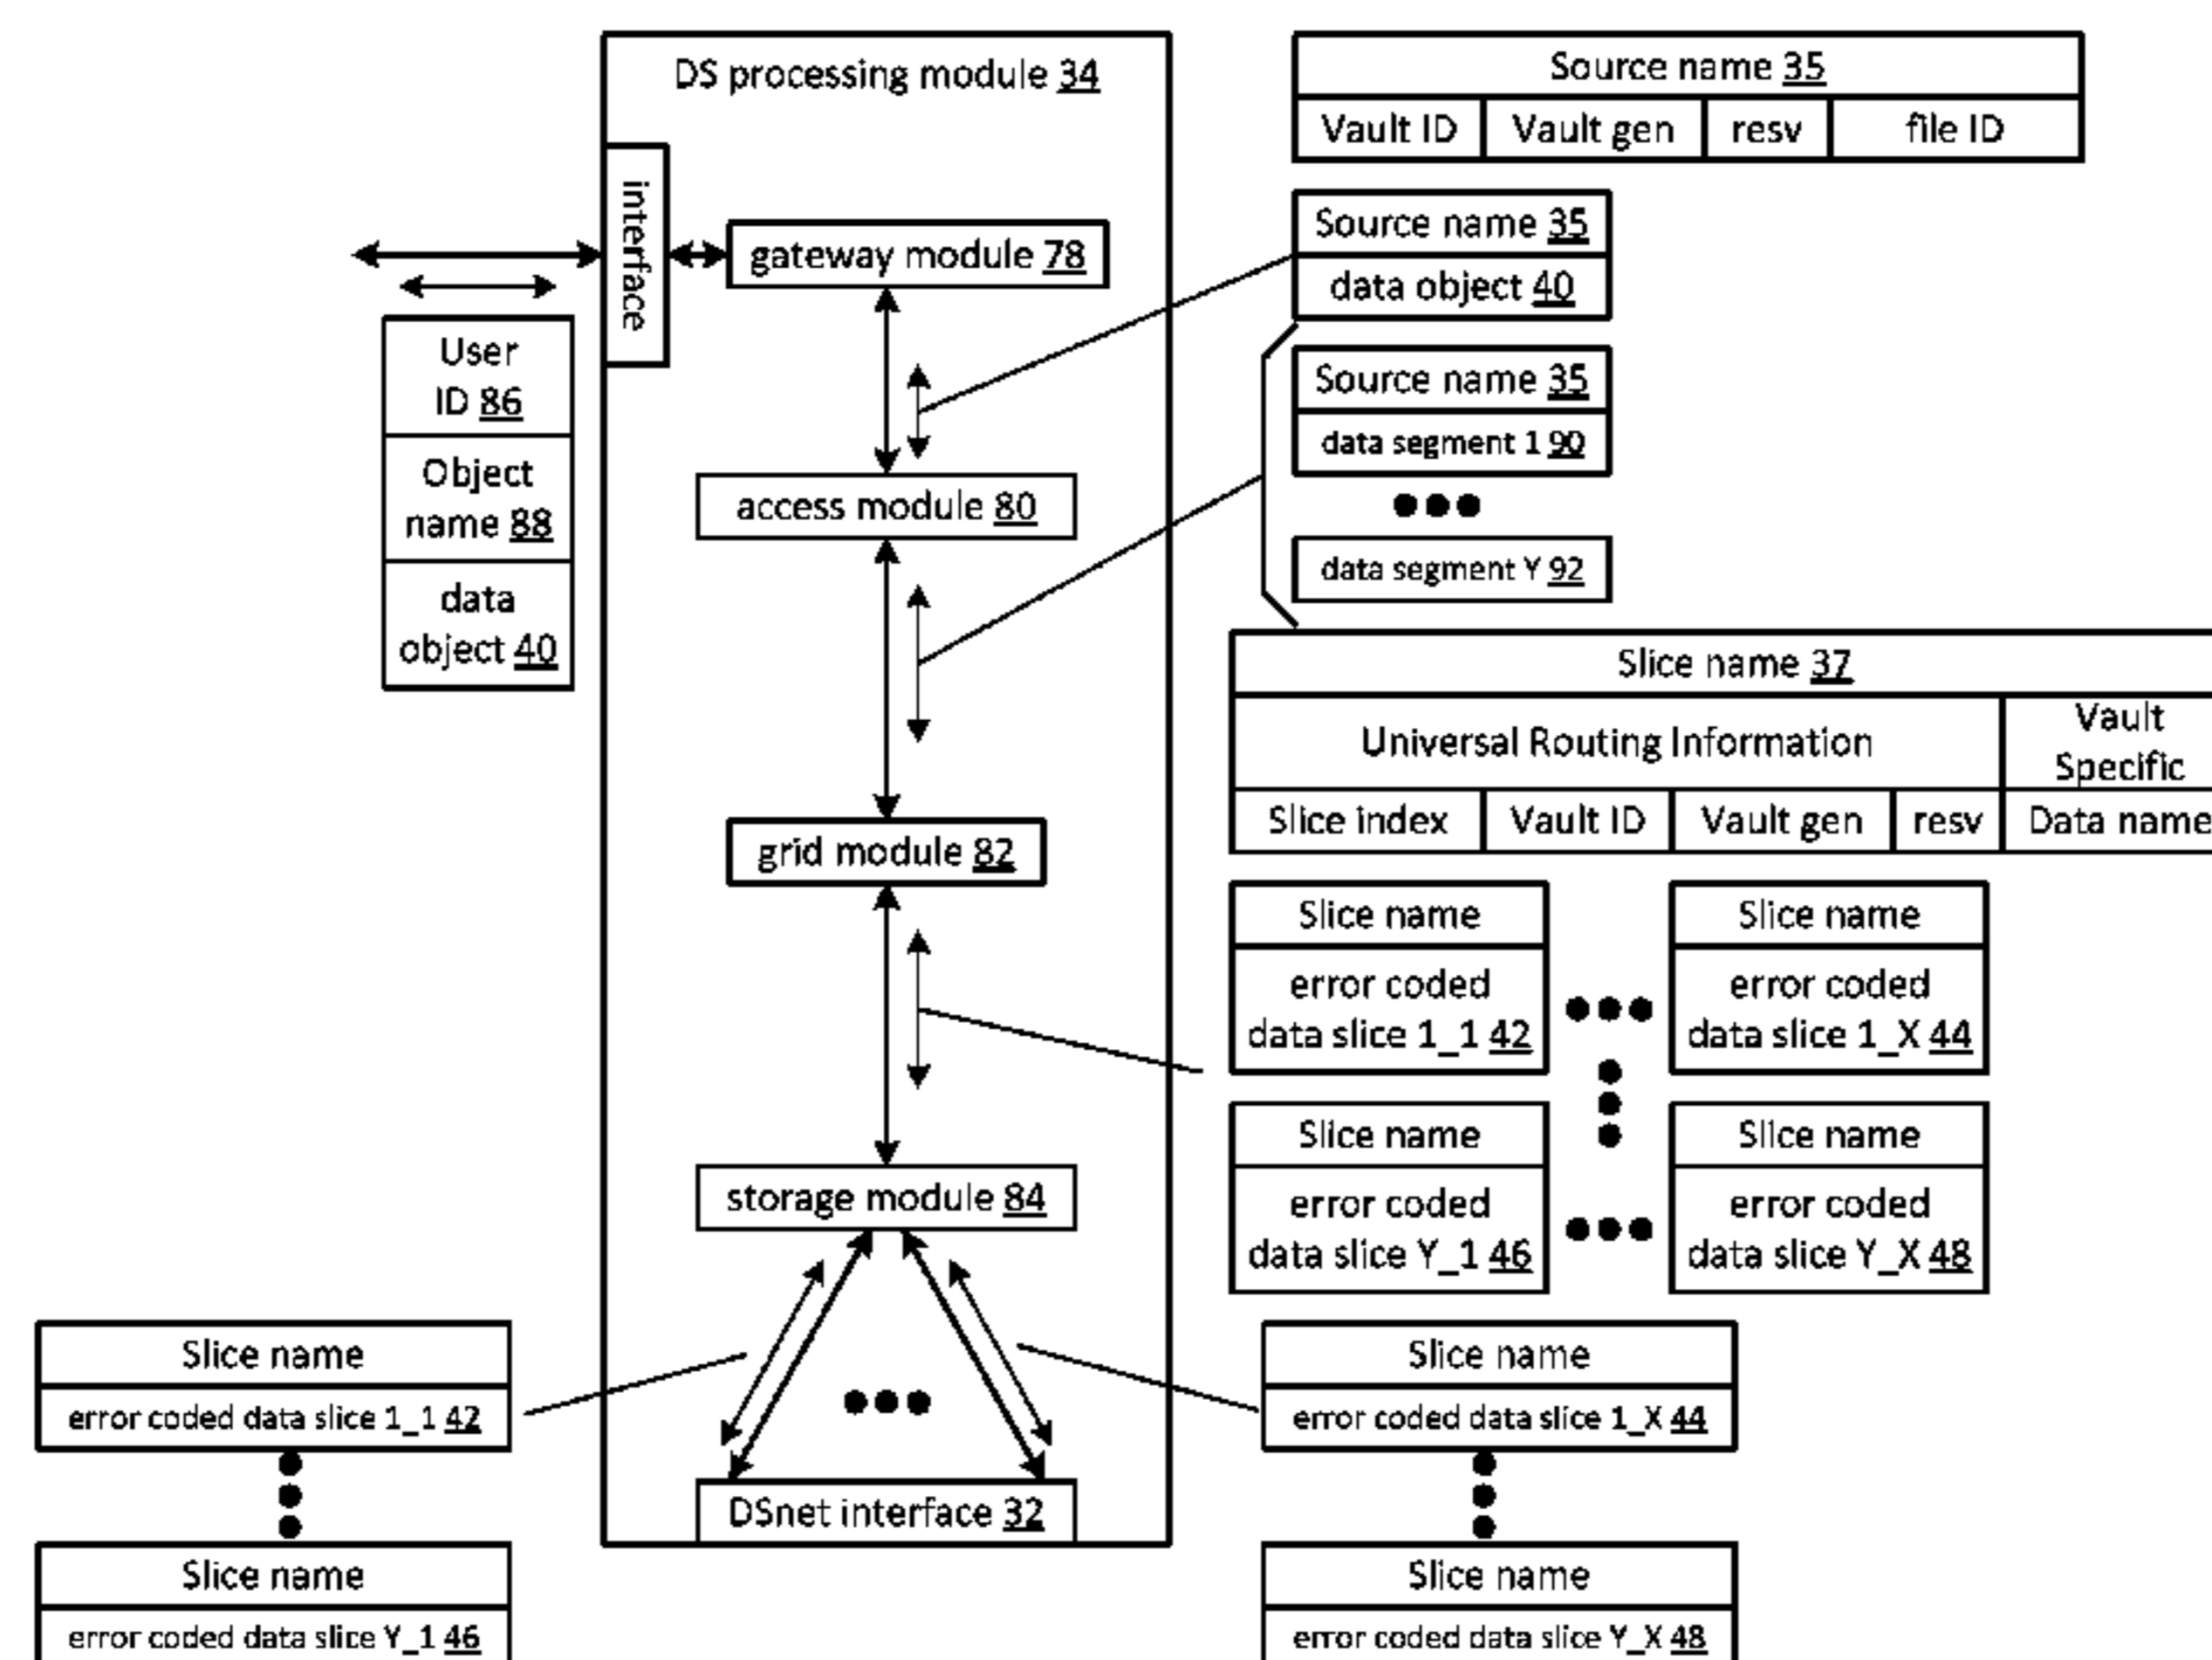 DS processing module 34
interface
gateway module 78
access module 80
grid module 82
storage module 84
DSnet interface 32
User
ID 86
Object
name 88
data
object 40
Source name 35
Vault ID Vault gen resv file ID
Source name 35
data object 40
Source name 35
data segment 1 90
data segment Y 92
Slice name 37
Universal Routing Information
Vault
Specific
Slice index Vault ID Vault gen resv Data name
Slice name
error coded
data slice 1_1 42
Slice name
error coded
data slice 1_X 44
Slice name
error coded
data slice Y_1 46
Slice name
error coded
data slice Y_X 48
Slice name
error coded data slice 1_1 42
Slice name
error coded data slice Y_1 46
Slice name
error coded data slice 1_X 44
Slice name
error coded data slice Y_X 48